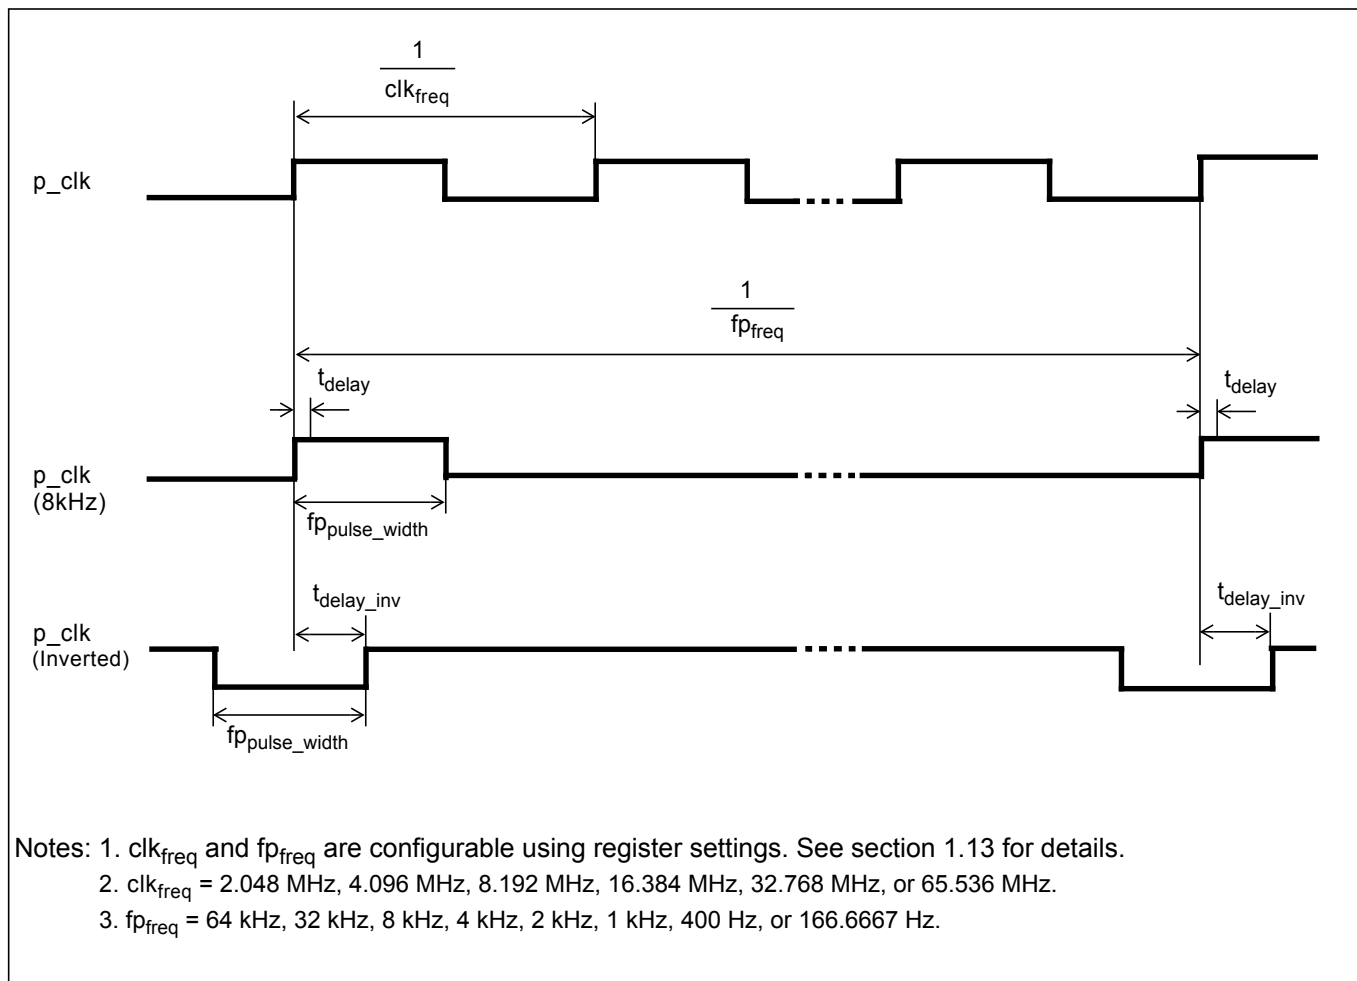 1
clkfreq
p_clk
1
fpfreq
tdelay
tdelay
p_clk
(8kHz)
fppulse_width
tdelay_inv
tdelay_inv
p_clk
(Inverted)
fppulse_width
Notes: 1. clkfreq and fpfreq are configurable using register settings. See section 1.13 for details.
2. clkfreq = 2.048 MHz, 4.096 MHz, 8.192 MHz, 16.384 MHz, 32.768 MHz, or 65.536 MHz.
3. fpfreq = 64 kHz, 32 kHz, 8 kHz, 4 kHz, 2 kHz, 1 kHz, 400 Hz, or 166.6667 Hz.